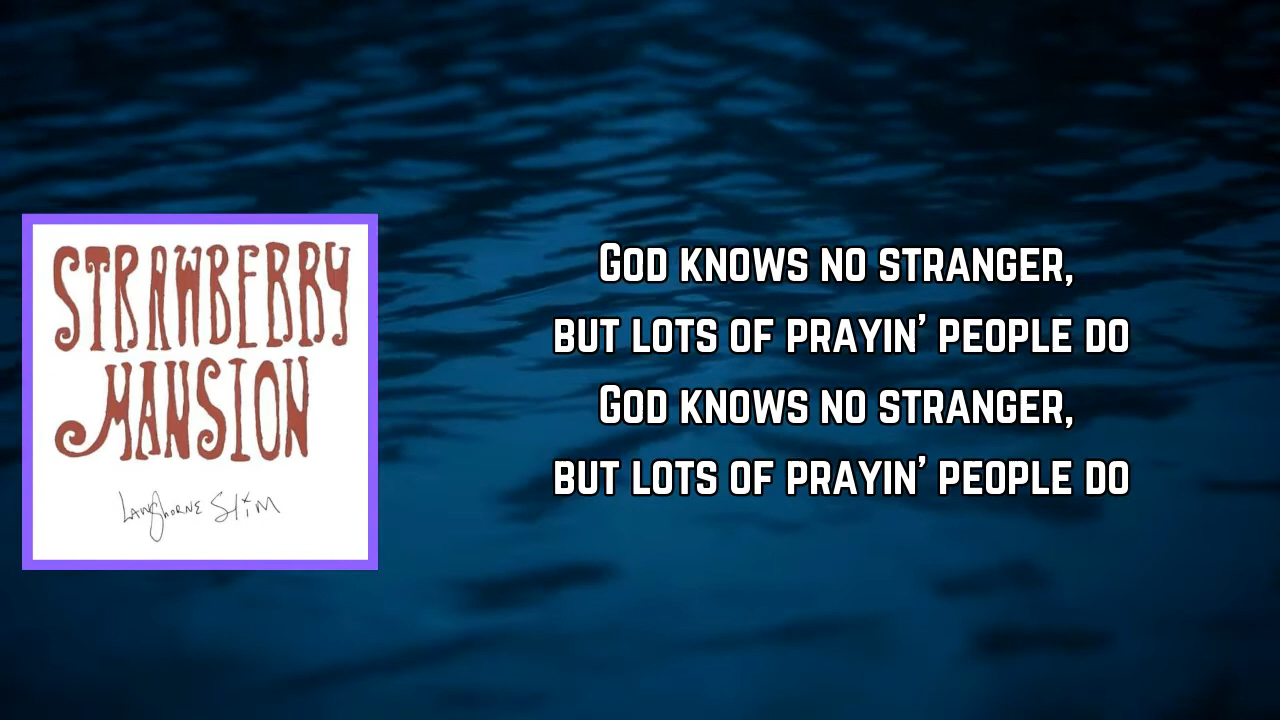 STRAWBERRY
MANSION
Langhorne Slim
God knows no stranger,
but lots of prayin' people do
God knows no stranger,
but lots of prayin' people do